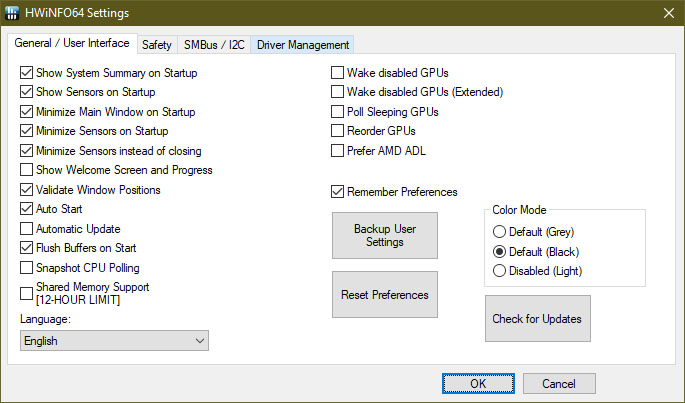 HWiNFO64 Settings
General / User Interface
Safety
SMBus / I2C
Driver Management
Show System Summary on Startup
Show Sensors on Startup
Minimize Main Window on Startup
Minimize Sensors on Startup
Minimize Sensors instead of closing
Show Welcome Screen and Progress
Validate Window Positions
Auto Start
Automatic Update
Flush Buffers on Start
Snapshot CPU Polling
Shared Memory Support
[12-HOUR LIMIT]
Language:
English
Wake disabled GPUs
Wake disabled GPUs (Extended)
Poll Sleeping GPUs
Reorder GPUs
Prefer AMD ADL
Remember Preferences
Backup User
Settings
Reset Preferences
Color Mode
Default (Grey)
Default (Black)
Disabled (Light)
Check for Updates
OK
Cancel